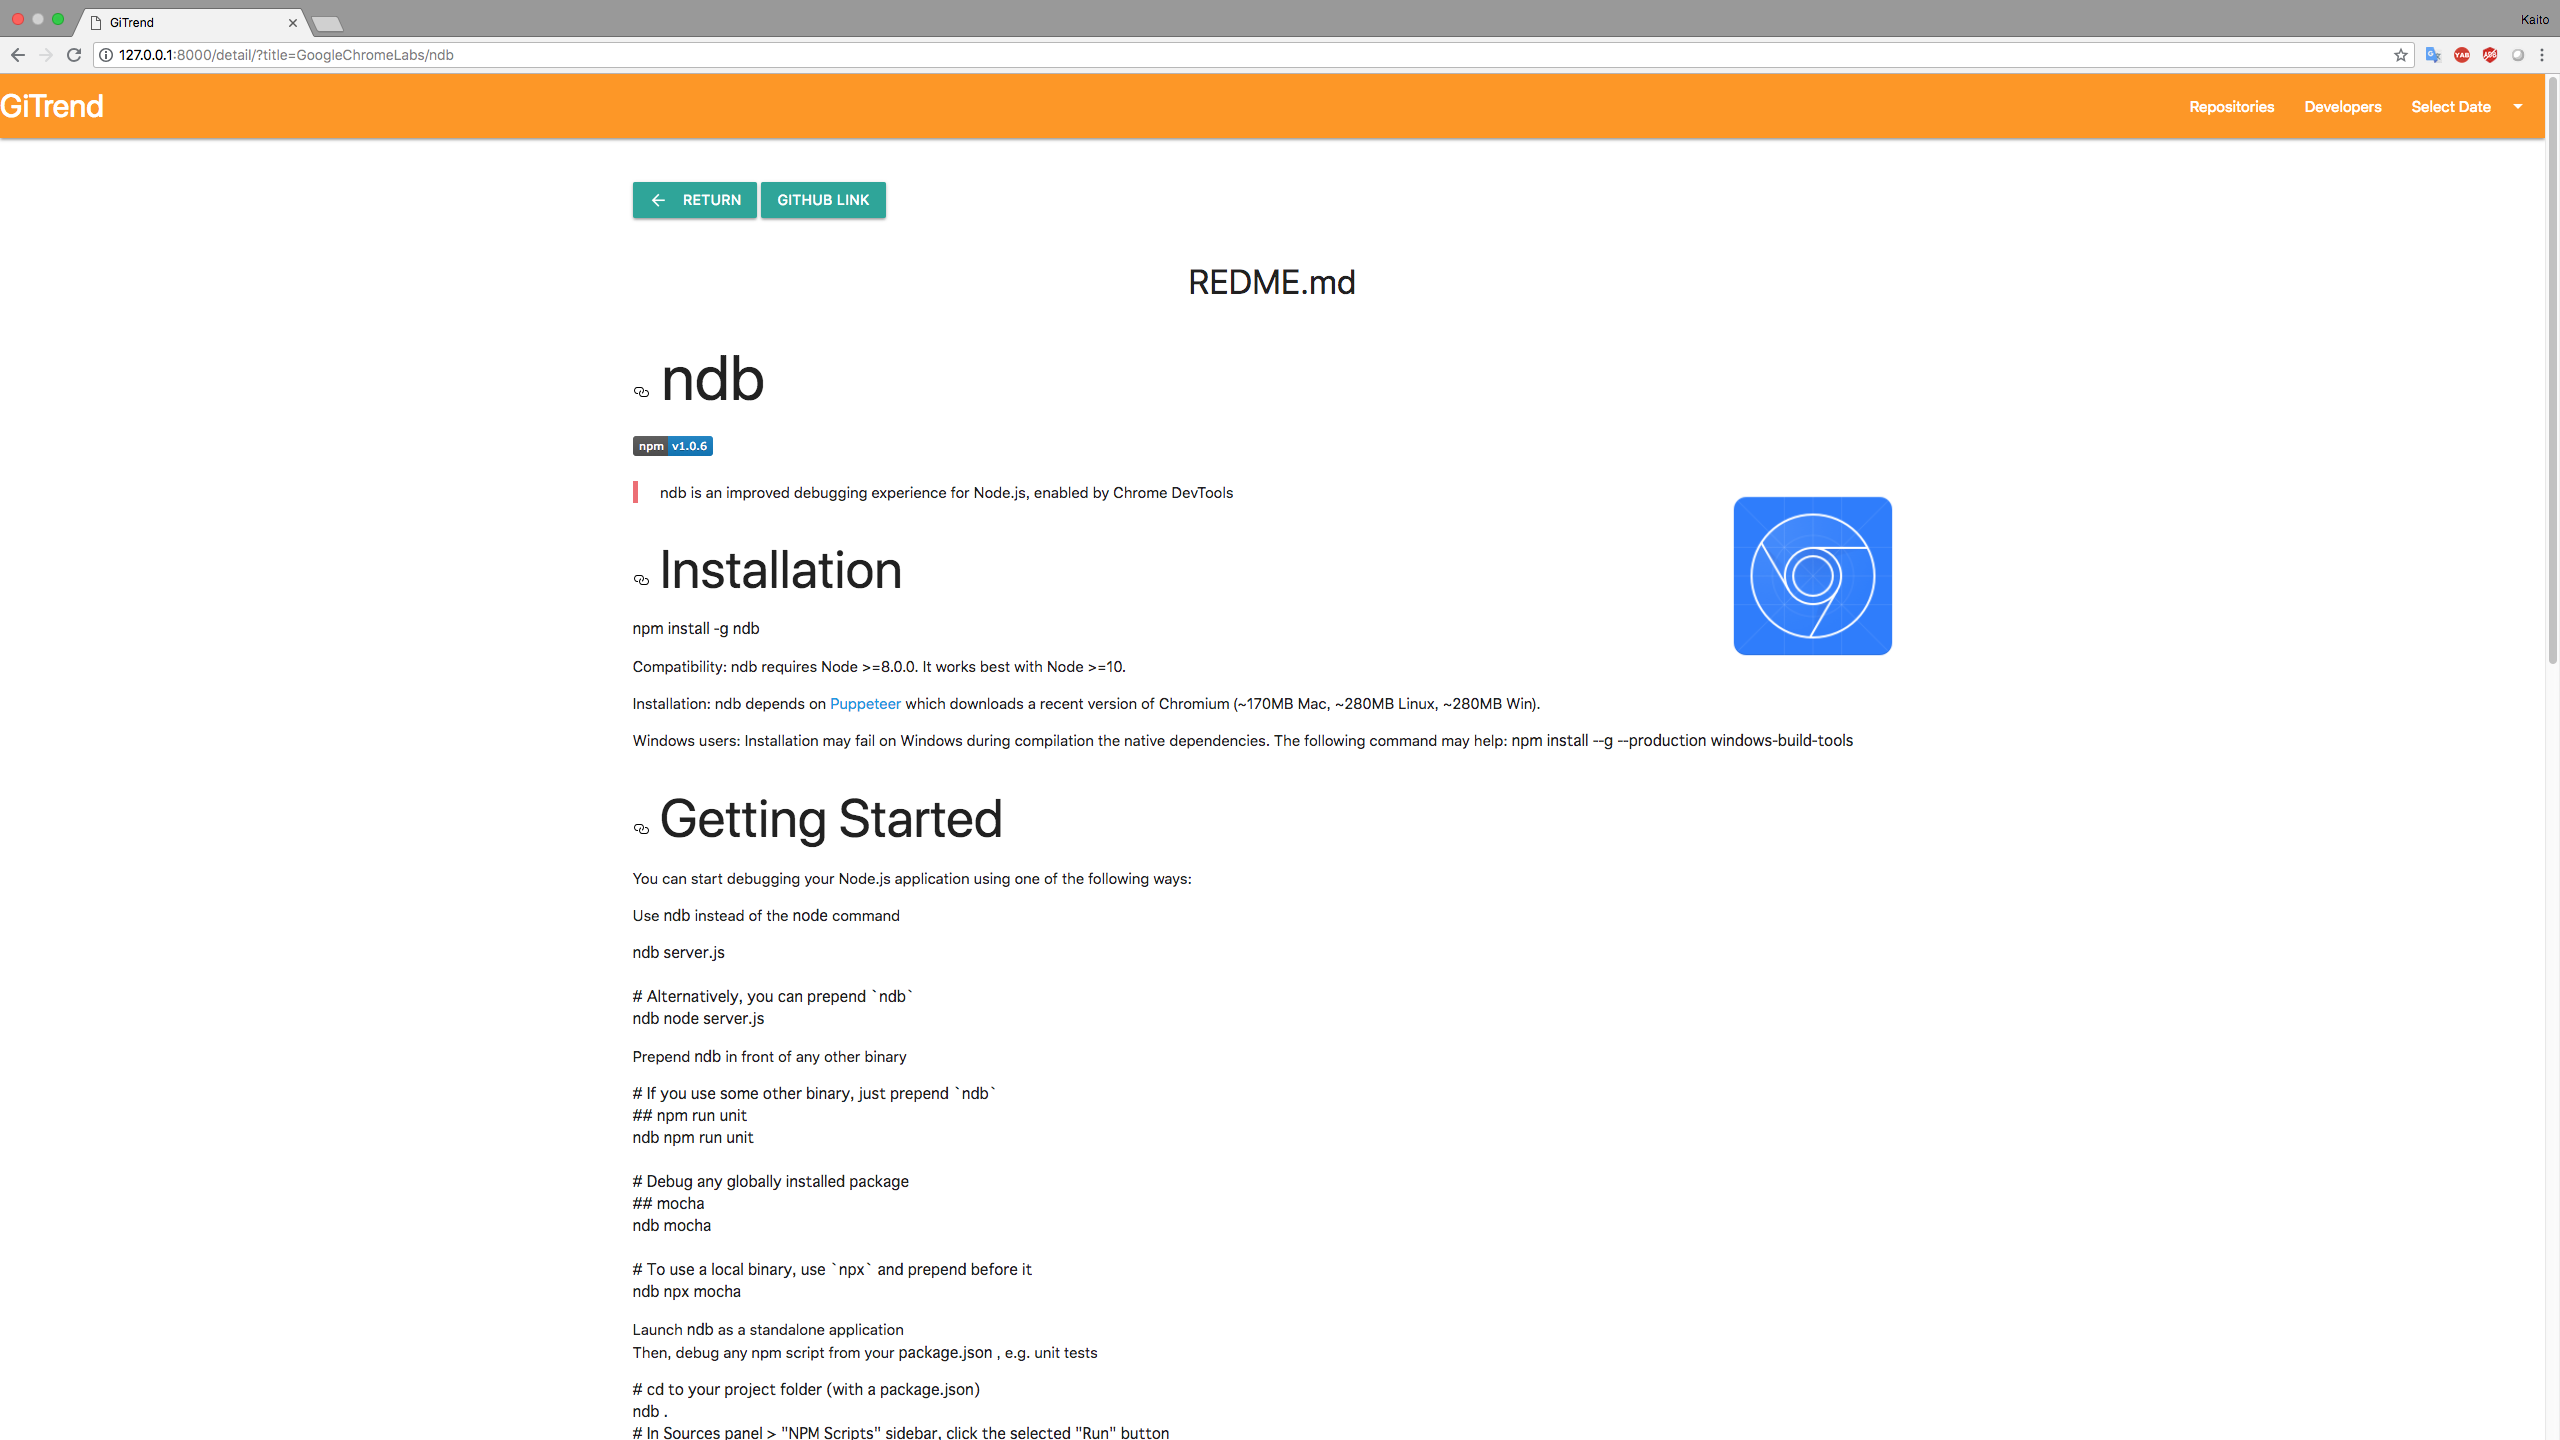 GiTrend
Kaito
127.0.0.1:8000/detail/?title=GoogleChromeLabs/ndb
GiTrend
Repositories
Developers
Select Date
RETURN
GITHUB LINK
REDME.md
ndb
npm v1.0.6
ndb is an improved debugging experience for Node.js, enabled by Chrome DevTools
Installation
npm install -g ndb
Compatibility: ndb requires Node >=8.0.0. It works best with Node >=10.
Installation: ndb depends on Puppeteer which downloads a recent version of Chromium (~170MB Mac, ~280MB Linux, ~280MB Win).
Windows users: Installation may fail on Windows during compilation the native dependencies. The following command may help: npm install --g --production windows-build-tools
Getting Started
You can start debugging your Node.js application using one of the following ways:
Use ndb instead of the node command
ndb server.js
# Alternatively, you can prepend `ndb`
ndb node server.js
Prepend ndb in front of any other binary
# If you use some other binary, just prepend `ndb`
## npm run unit
ndb npm run unit
# Debug any globally installed package
## mocha
ndb mocha
# To use a local binary, use `npx` and prepend before it
ndb npx mocha
Launch ndb as a standalone application
Then, debug any npm script from your package.json , e.g. unit tests
# cd to your project folder (with a package.json)
ndb .
# In Sources panel > "NPM Scripts" sidebar, click the selected "Run" button